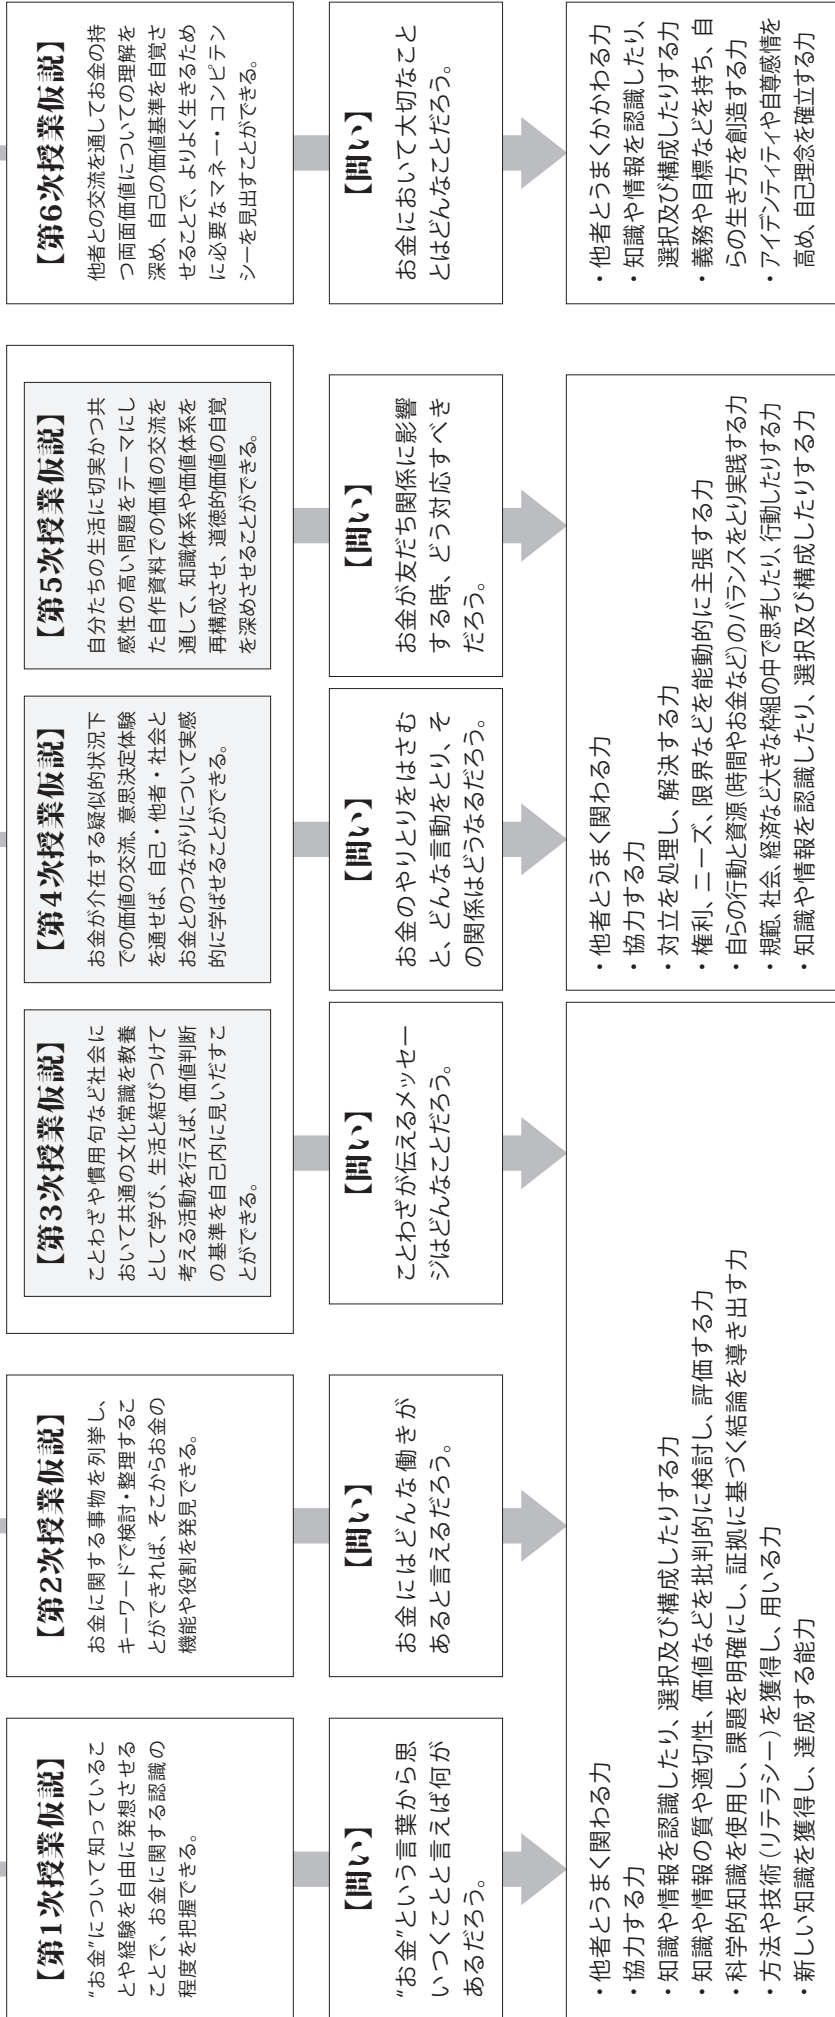 【第1次授業仮説】
“お金”について知っているこ
とや経験を自由に発想させる
ことで、お金に関する認識の
程度を把握できる。
【第2次授業仮説】
お金に関する事物を列挙し、
キーワードで検討・整理するこ
とができれば、そこからお金の
機能や役割を発見できる。
【第3次授業仮説】
ことわざや慣用句など社会に
おいて共通の文化常識を教養
として学び、生活と結びつけて
考える活動を行えば、価値判断
の基準を自己内に見いだすこ
とができる。
【第4次授業仮説】
お金が介在する疑似的状況下
での価値の交流、意思決定体験
を通せば、自己・他者・社会と
お金とのつながりについて実感
的に学ばせることができる。
【第5次授業仮説】
自分たちの生活に切実かつ共
感性の高い問題をテーマにし
た自作資料での価値の交流を
通して、知識体系や価値体系を
再構成させ、道徳的価値の自覚
を深めさせることができる。
【第6次授業仮説】
他者との交流を通してお金の持
つ両面価値についての理解を
深め、自己の価値基準を自覚さ
せることで、よりよく生きるため
に必要なマネー・コンピテン
シーを見出すことができる。
【問い】
“お金”という言葉から思
いつくことと言えば何が
あるだろう。
【問い】
お金にはどんな働きが
あると言えるだろう。
【問い】
ことわざが伝えるメッセー
ジはどんなことだろう。
【問い】
お金のやりとりをはさむ
と、どんな言動をとり、そ
の関係はどうなるだろう。
【問い】
お金が友だち関係に影響
する時、どう対応すべき
だろう。
【問い】
お金において大切なこと
とはどんなことだろう。
・他者とうまく関わる力
・協力する力
・知識や情報を認識したり、選択及び構成したりする力
・知識や情報の質や適切性、価値などを批判的に検討し、評価する力
・科学的知識を使用し、課題を明確にし、証拠に基づく結論を導き出す力
・方法や技術（リテラシー）を獲得し、用いる力
・新しい知識を獲得し、達成する能力
・他者とうまく関わる力
・協力する力
・対立を処理し、解決する力
・権利、ニーズ、限界などを能動的に主張する力
・自らの行動と資源（時間やお金など）のバランスをとり実践する力
・規範、社会、経済など大きな枠組の中で思考したり、行動したりする力
・知識や情報を認識したり、選択及び構成したりする力
・他者とうまくかかわる力
・知識や情報を認識したり、
選択及び構成したりする力
・義務や目標などを持ち、自
らの生き方を創造する力
・アイデンティティや自尊感情を
高め、自己理念を確立する力